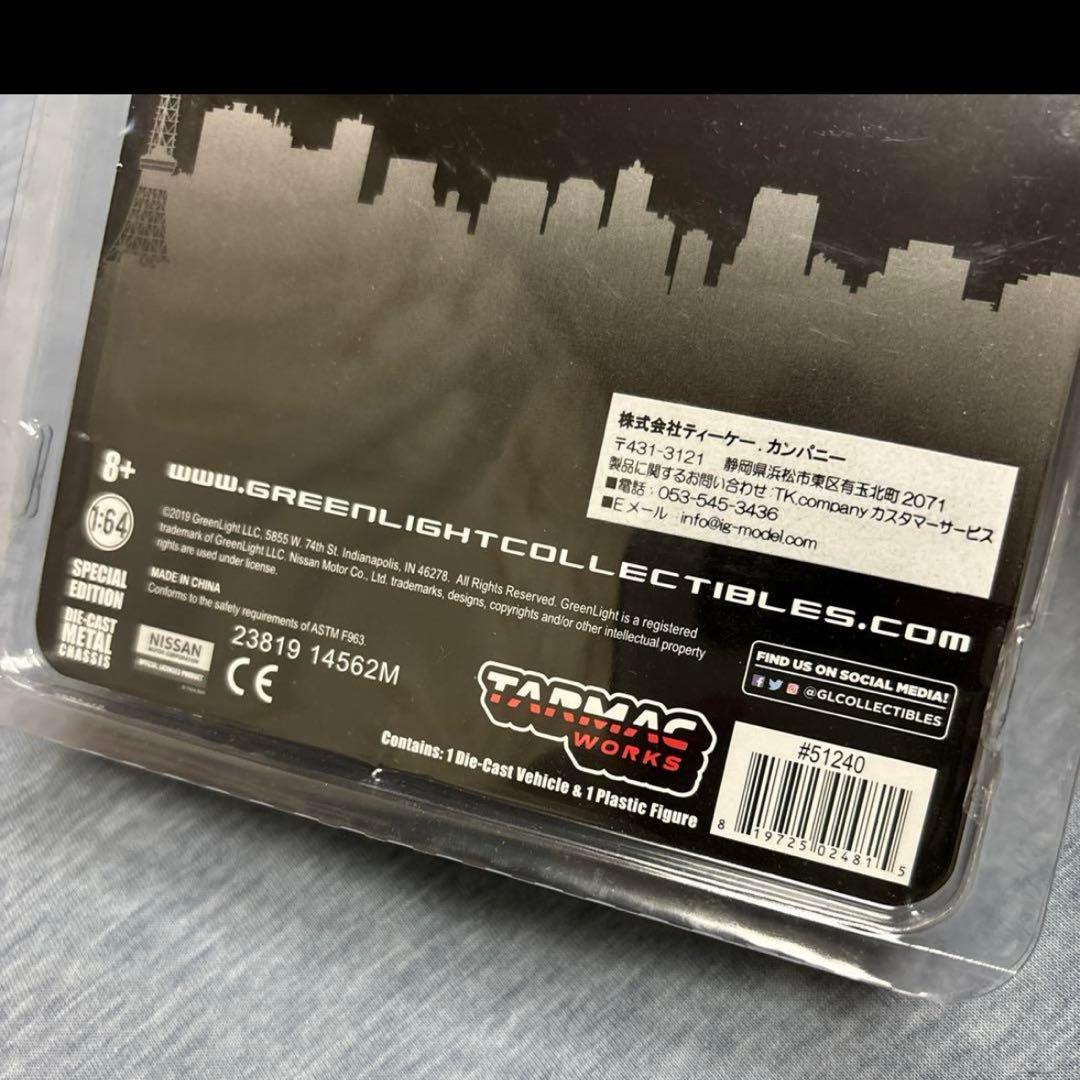 株式会社ティーケー．カンパニー
〒431-3121 静岡県浜松市東区有玉北町2071
製品に関するお問い合わせ：TK.company カスタマーサービス
■電話：053-545-3436
■Eメール info@ig-model.com
8+
1:64
SPECIAL
EDITION
DIE-CAST
METAL
CHASSIS
WWW.GREENLIGHTCOLLECTIBLES.COM
©2019 GreenLight LLC, 5855 W. 74th St. Indianapolis, IN 46278. All Rights Reserved. GreenLight is a registered
trademark of GreenLight LLC. Nissan Motor Co., Ltd. trademarks, designs, copyrights and/or other intellectual property
rights are used under license.
MADE IN CHINA
Conforms to the safety requirements of ASTM F963.
NISSAN
OFFICIAL LICENSED PRODUCT
23819 14562M
CE
TARMAC
WORKS
Contains: 1 Die-Cast Vehicle & 1 Plastic Figure
FIND US ON SOCIAL MEDIA!
@GLCOLLECTIBLES
#51240
8 19725 02481 5